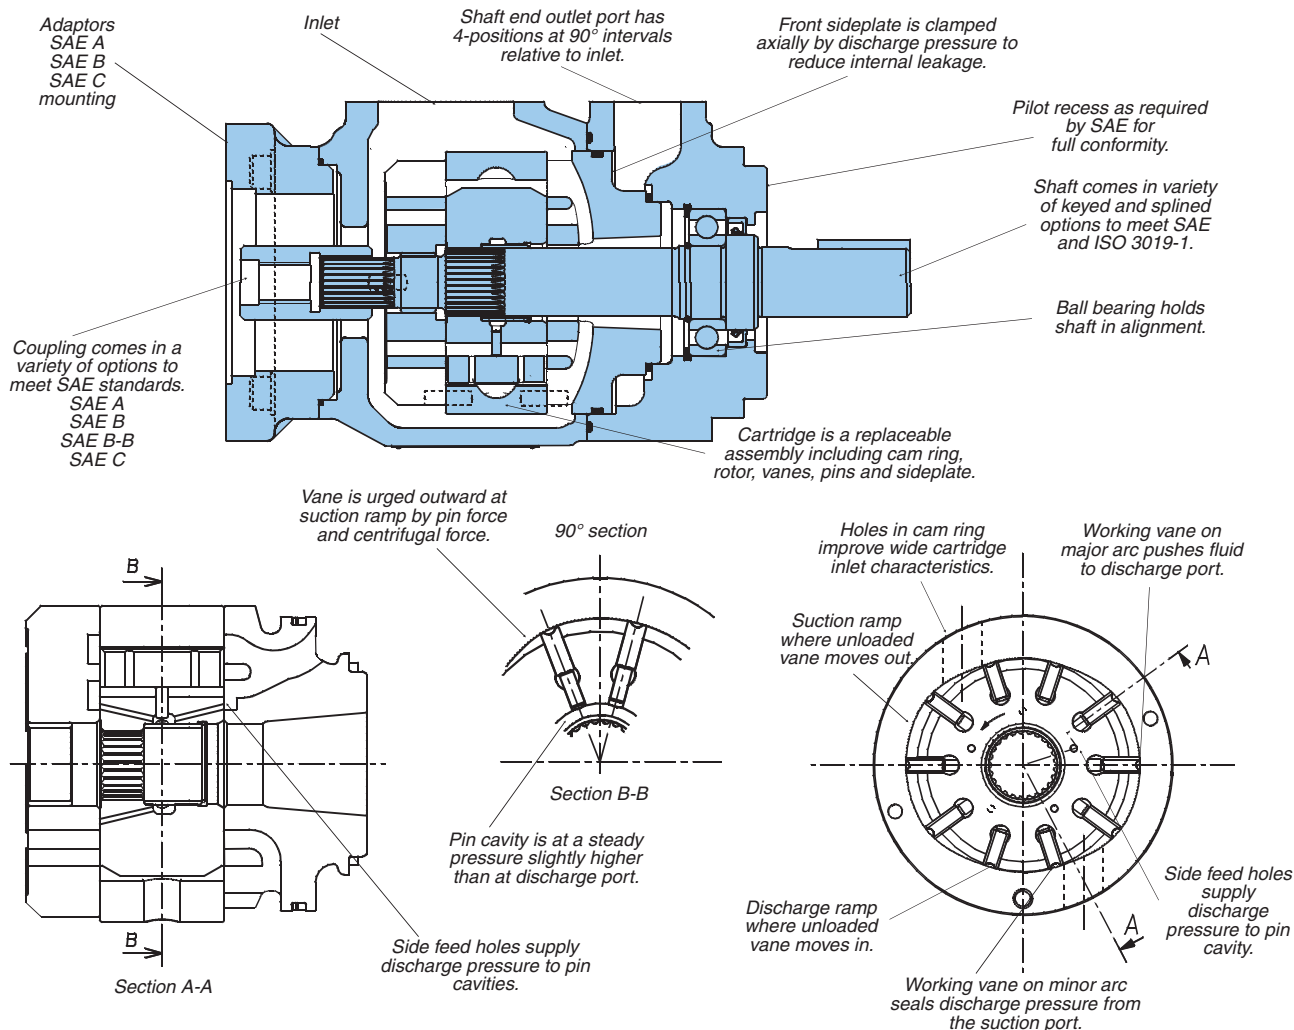 Adaptors
SAE A
SAE B
SAE C
mounting
Inlet
Shaft end outlet port has
4-positions at 90° intervals
relative to inlet.
Front sideplate is clamped
axially by discharge pressure to
reduce internal leakage.
Pilot recess as required
by SAE for
full conformity.
Shaft comes in variety
of keyed and splined
options to meet SAE
and ISO 3019-1.
Ball bearing holds
shaft in alignment.
Coupling comes in a
variety of options to
meet SAE standards.
SAE A
SAE B
SAE B-B
SAE C
Cartridge is a replaceable
assembly including cam ring,
rotor, vanes, pins and sideplate.
Vane is urged outward at
suction ramp by pin force
and centrifugal force.
90° section
Holes in cam ring
improve wide cartridge
inlet characteristics.
Working vane on
major arc pushes fluid
to discharge port.
B
Suction ramp
where unloaded
vane moves out.
A
Section B-B
Pin cavity is at a steady
pressure slightly higher
than at discharge port.
Side feed holes
supply
discharge
pressure to pin
cavity.
Discharge ramp
where unloaded
vane moves in.
A
B
Side feed holes supply
discharge pressure to pin
cavities.
Section A-A
Working vane on minor arc
seals discharge pressure from
the suction port.